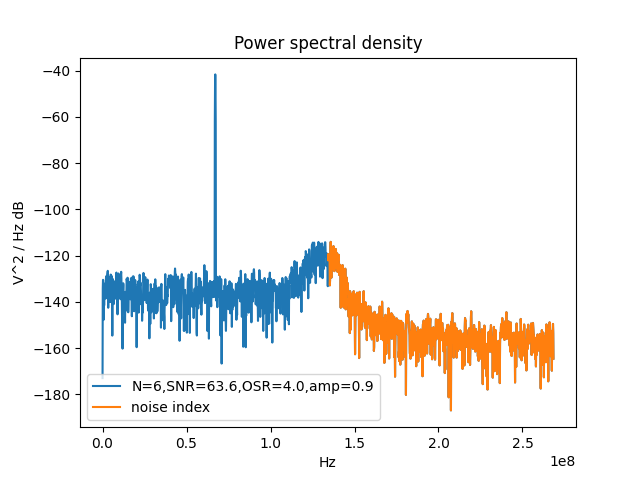 Power spectral density
V^2 / Hz dB
−40
−60
−80
−100
−120
−140
−160
−180
N=6,SNR=63.6,OSR=4.0,amp=0.9
noise index
0.0 0.5 1.0 1.5 2.0 2.5
1e8
Hz